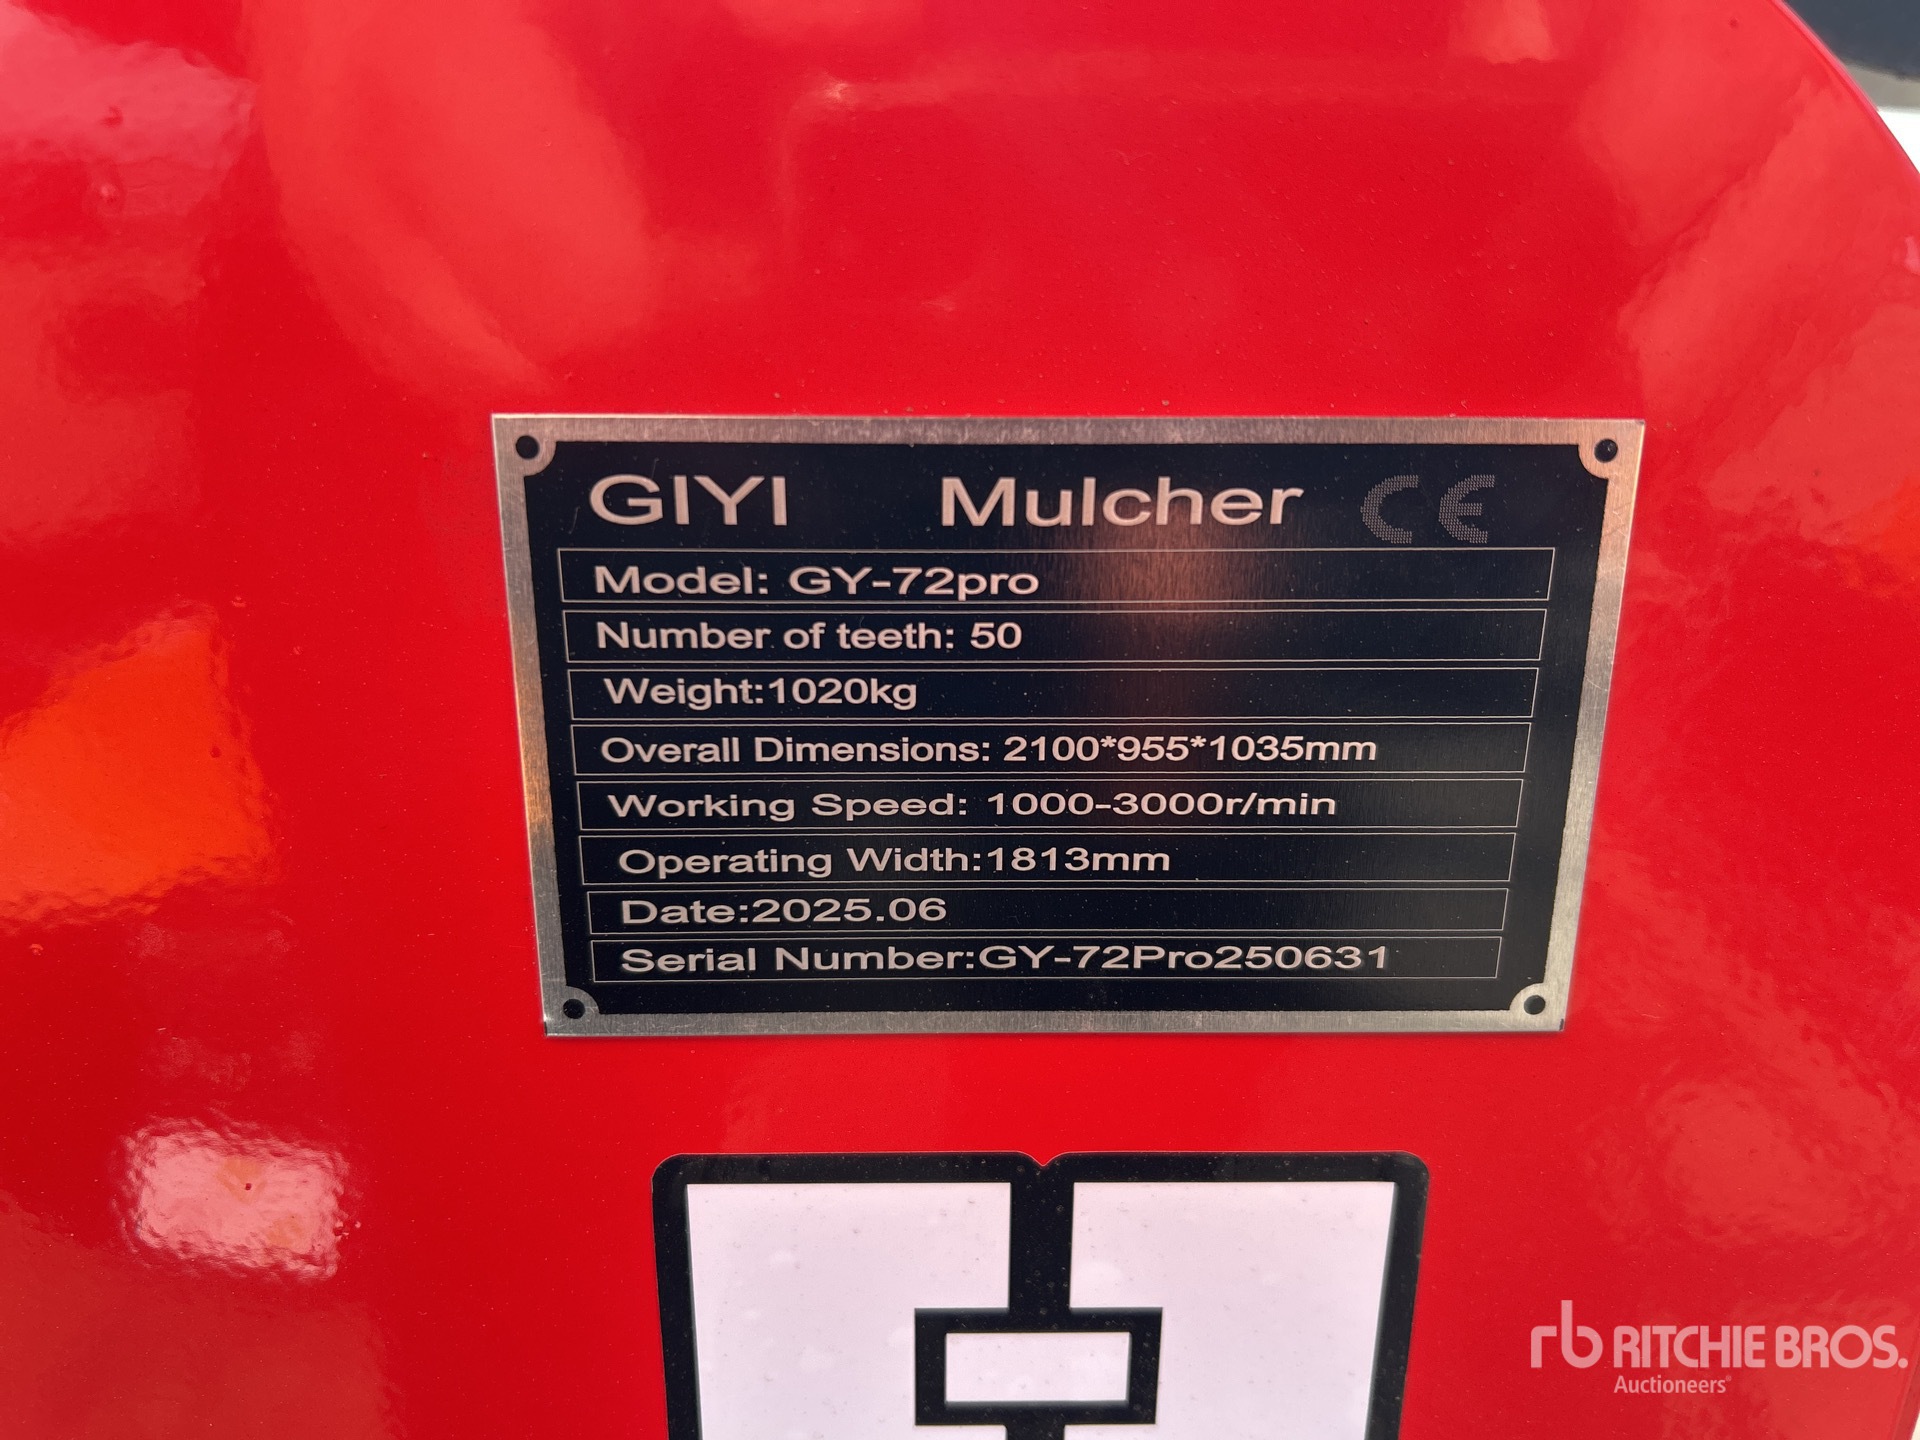 GIYI Mulcher CE
Model: GY-72pro
Number of teeth: 50
Weight:1020kg
Overall Dimensions: 2100*955*1035mm
Working Speed: 1000-3000r/min
Operating Width:1813mm
Date:2025.06
Serial Number:GY-72Pro250631
rb RITCHIE BROS.
Auctioneers